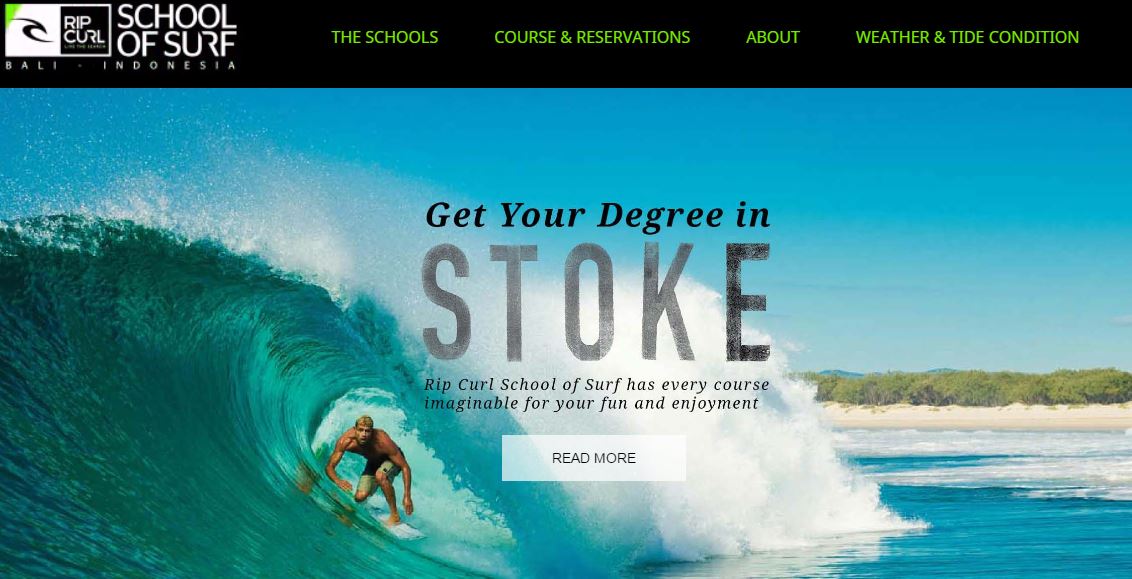 RIP CURL
LIVE THE SEARCH
SCHOOL OF SURF
BALI - INDONESIA
THE SCHOOLS
COURSE & RESERVATIONS
ABOUT
WEATHER & TIDE CONDITION
Get Your Degree in
STOKE
Rip Curl School of Surf has every course
imaginable for your fun and enjoyment
READ MORE